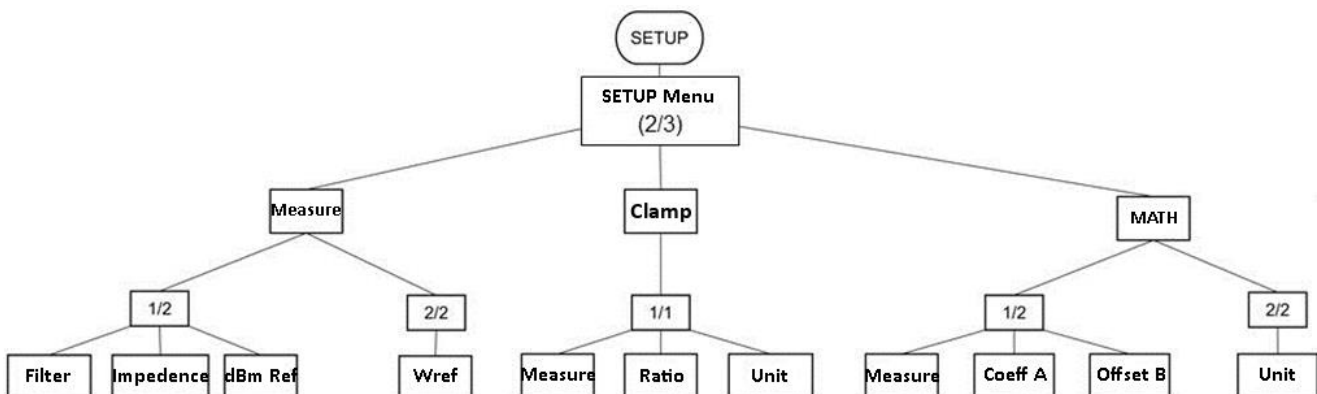 SETUP
SETUP Menu
(2/3)
Measure
Clamp
MATH
1/2
2/2
1/1
1/2
2/2
Filter
Impedence
dBm Ref
Wref
Measure
Ratio
Unit
Measure
Coeff A
Offset B
Unit